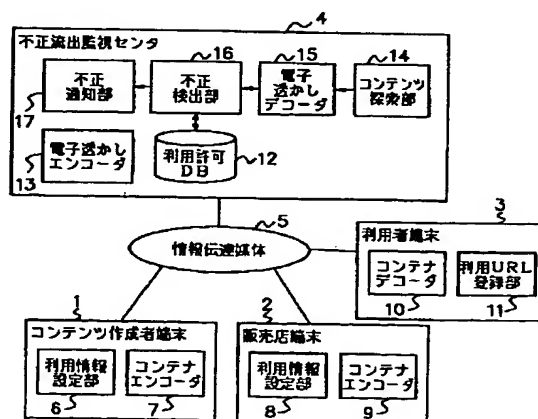 4
不正流出監視センタ
16
15
14
不正
通知部
不正
検出部
電子
透かし
デコーダ
コンテンツ
探索部
17
電子透かし
エンコーダ
利用許可
DB
12
13
5
情報伝達媒体
3
利用者端末
コンテナ
デコーダ
利用URL
登録部
10
11
1
コンテンツ作成者端末
利用情報
設定部
コンテナ
エンコーダ
6
7
2
販売店端末
利用情報
設定部
コンテナ
エンコーダ
8
9